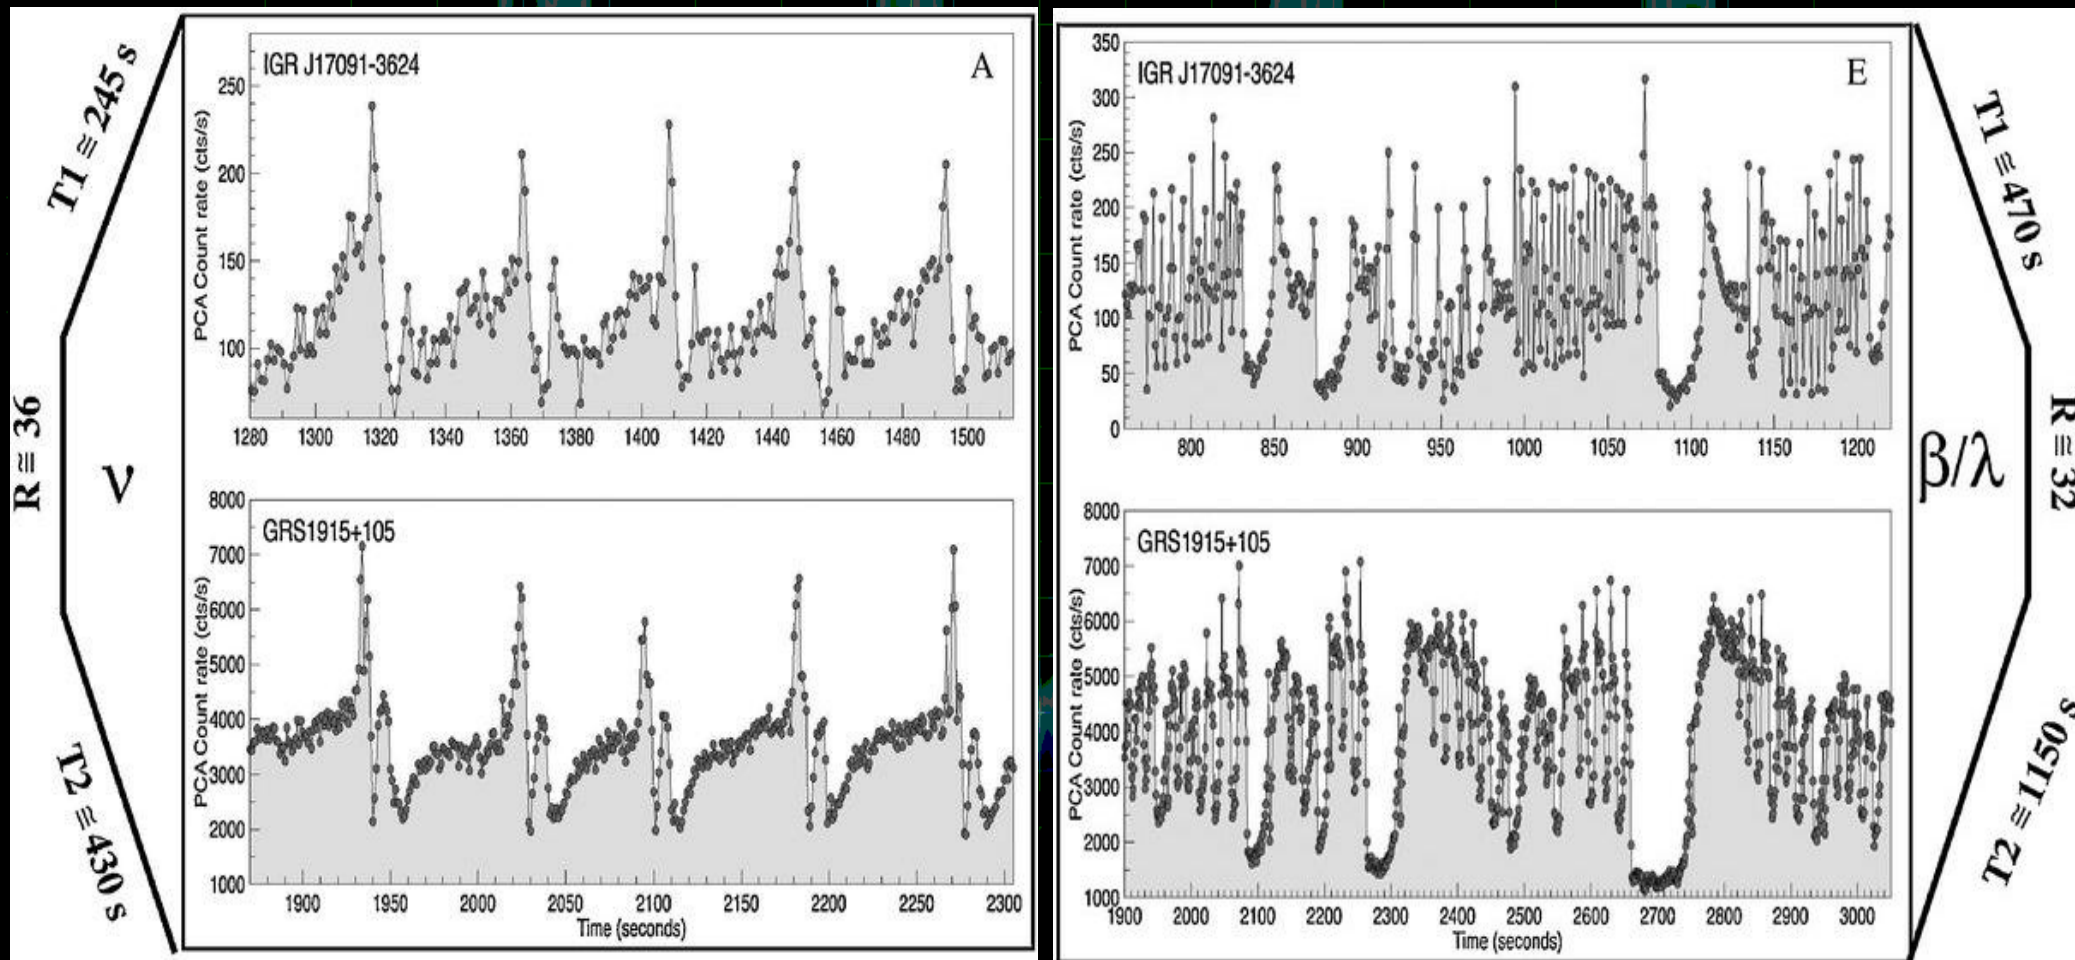 T1 ≅ 245 s
R ≅ 36
ν
T2 ≅ 430 s
IGR J17091-3624
A
PCA Count rate (cts/s)
250
200
150
100
1280 1300 1320 1340 1360 1380 1400 1420 1440 1460 1480 1500
GRS1915+105
PCA Count rate (cts/s)
8000
7000
6000
5000
4000
3000
2000
1000
1900 1950 2000 2050 2100 2150 2200 2250 2300
Time (seconds)
IGR J17091-3624
E
PCA Count rate (cts/s)
350
300
250
200
150
100
50
0
800 850 900 950 1000 1050 1100 1150 1200
GRS1915+105
PCA Count rate (cts/s)
8000
7000
6000
5000
4000
3000
2000
1000
1900 2000 2100 2200 2300 2400 2500 2600 2700 2800 2900 3000
Time (seconds)
T1 ≅ 470 s
β/λ
R ≅ 32
T2 ≅ 1150 s